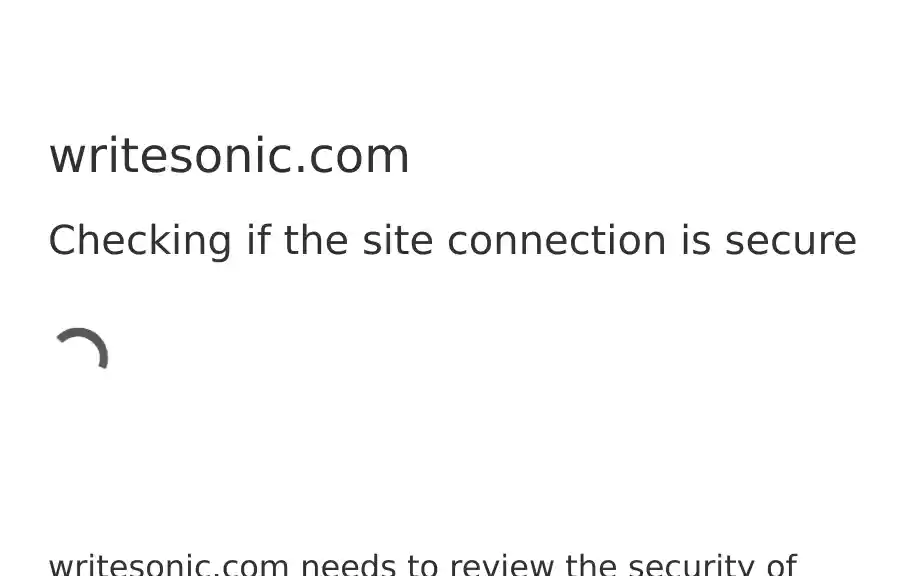 writesonic.com
Checking if the site connection is secure
writesonic.com needs to review the security of